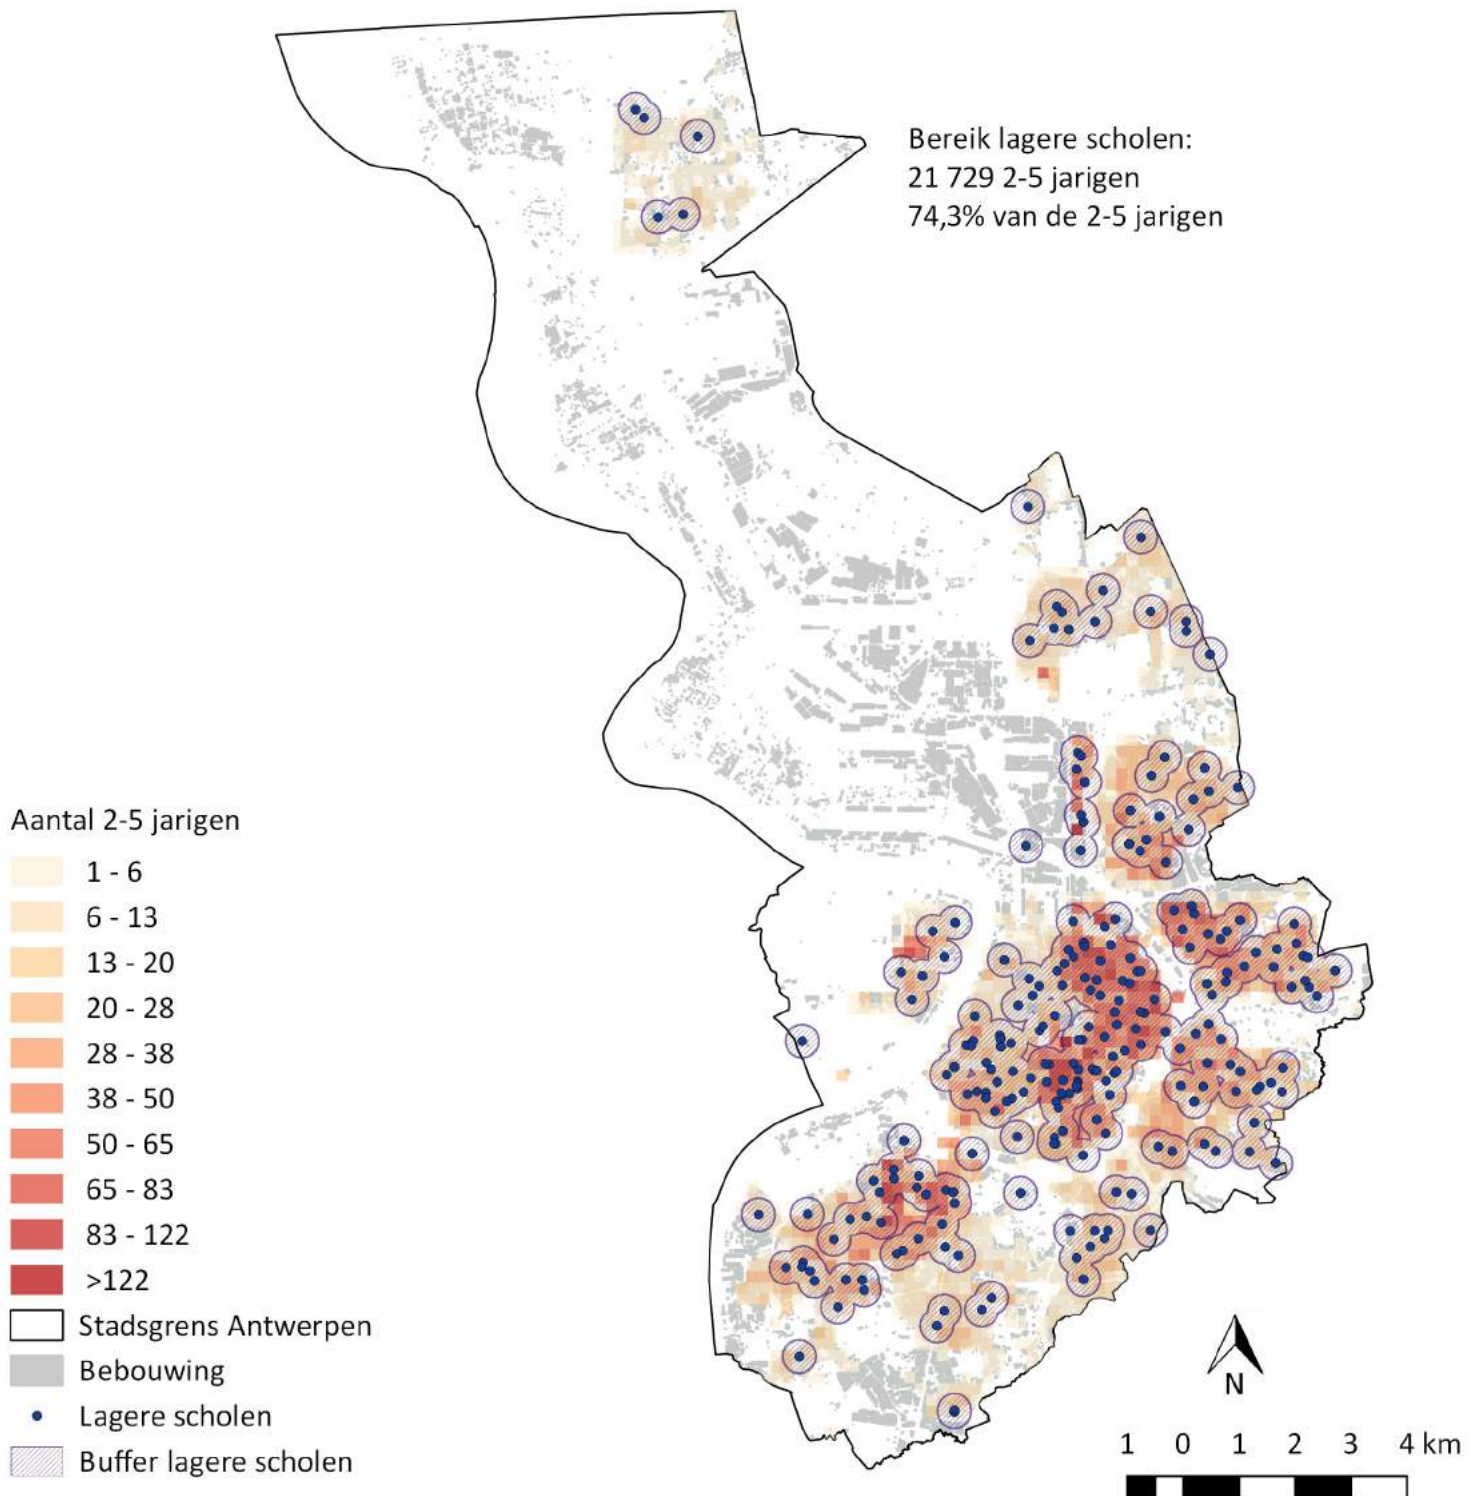 Bereik lagere scholen:
21 729 2-5 jarigen
74,3% van de 2-5 jarigen
Aantal 2-5 jarigen
1 - 6
6 - 13
13 - 20
20 - 28
28 - 38
38 - 50
50 - 65
65 - 83
83 - 122
>122
Stadsgrens Antwerpen
Bebouwing
Lagere scholen
Buffer lagere scholen
N
1 0 1 2 3 4 km